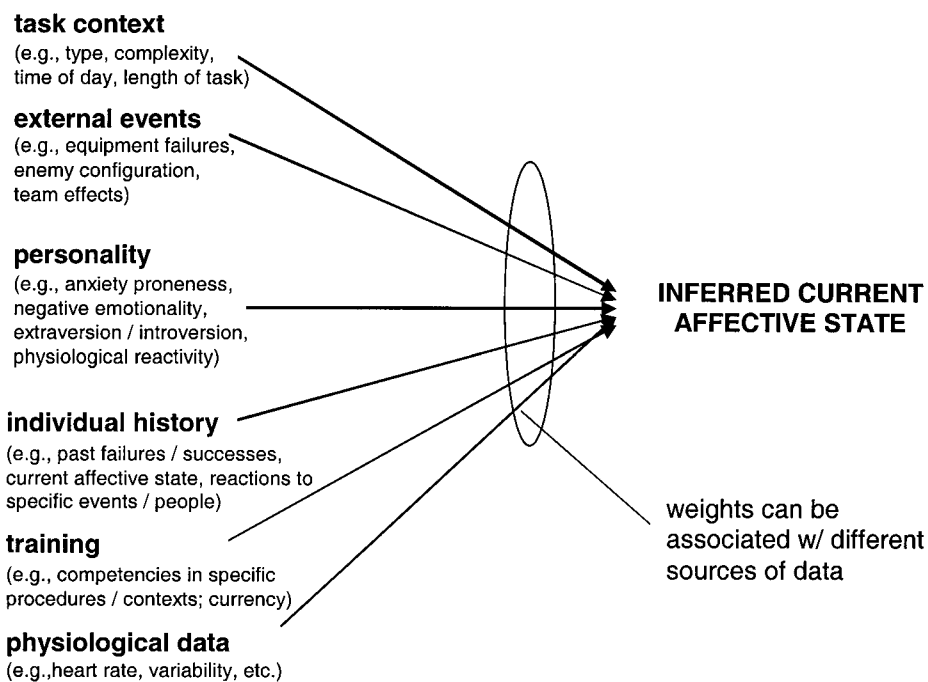 task context
(e.g., type, complexity,
time of day, length of task)
external events
(e.g., equipment failures,
enemy configuration,
team effects)
personality
(e.g., anxiety proneness,
negative emotionality,
extraversion / introversion,
physiological reactivity)
individual history
(e.g., past failures / successes,
current affective state, reactions to
specific events / people)
training
(e.g., competencies in specific
procedures / contexts; currency)
physiological data
(e.g.,heart rate, variability, etc.)
INFERRED CURRENT
AFFECTIVE STATE
weights can be
associated w/ different
sources of data